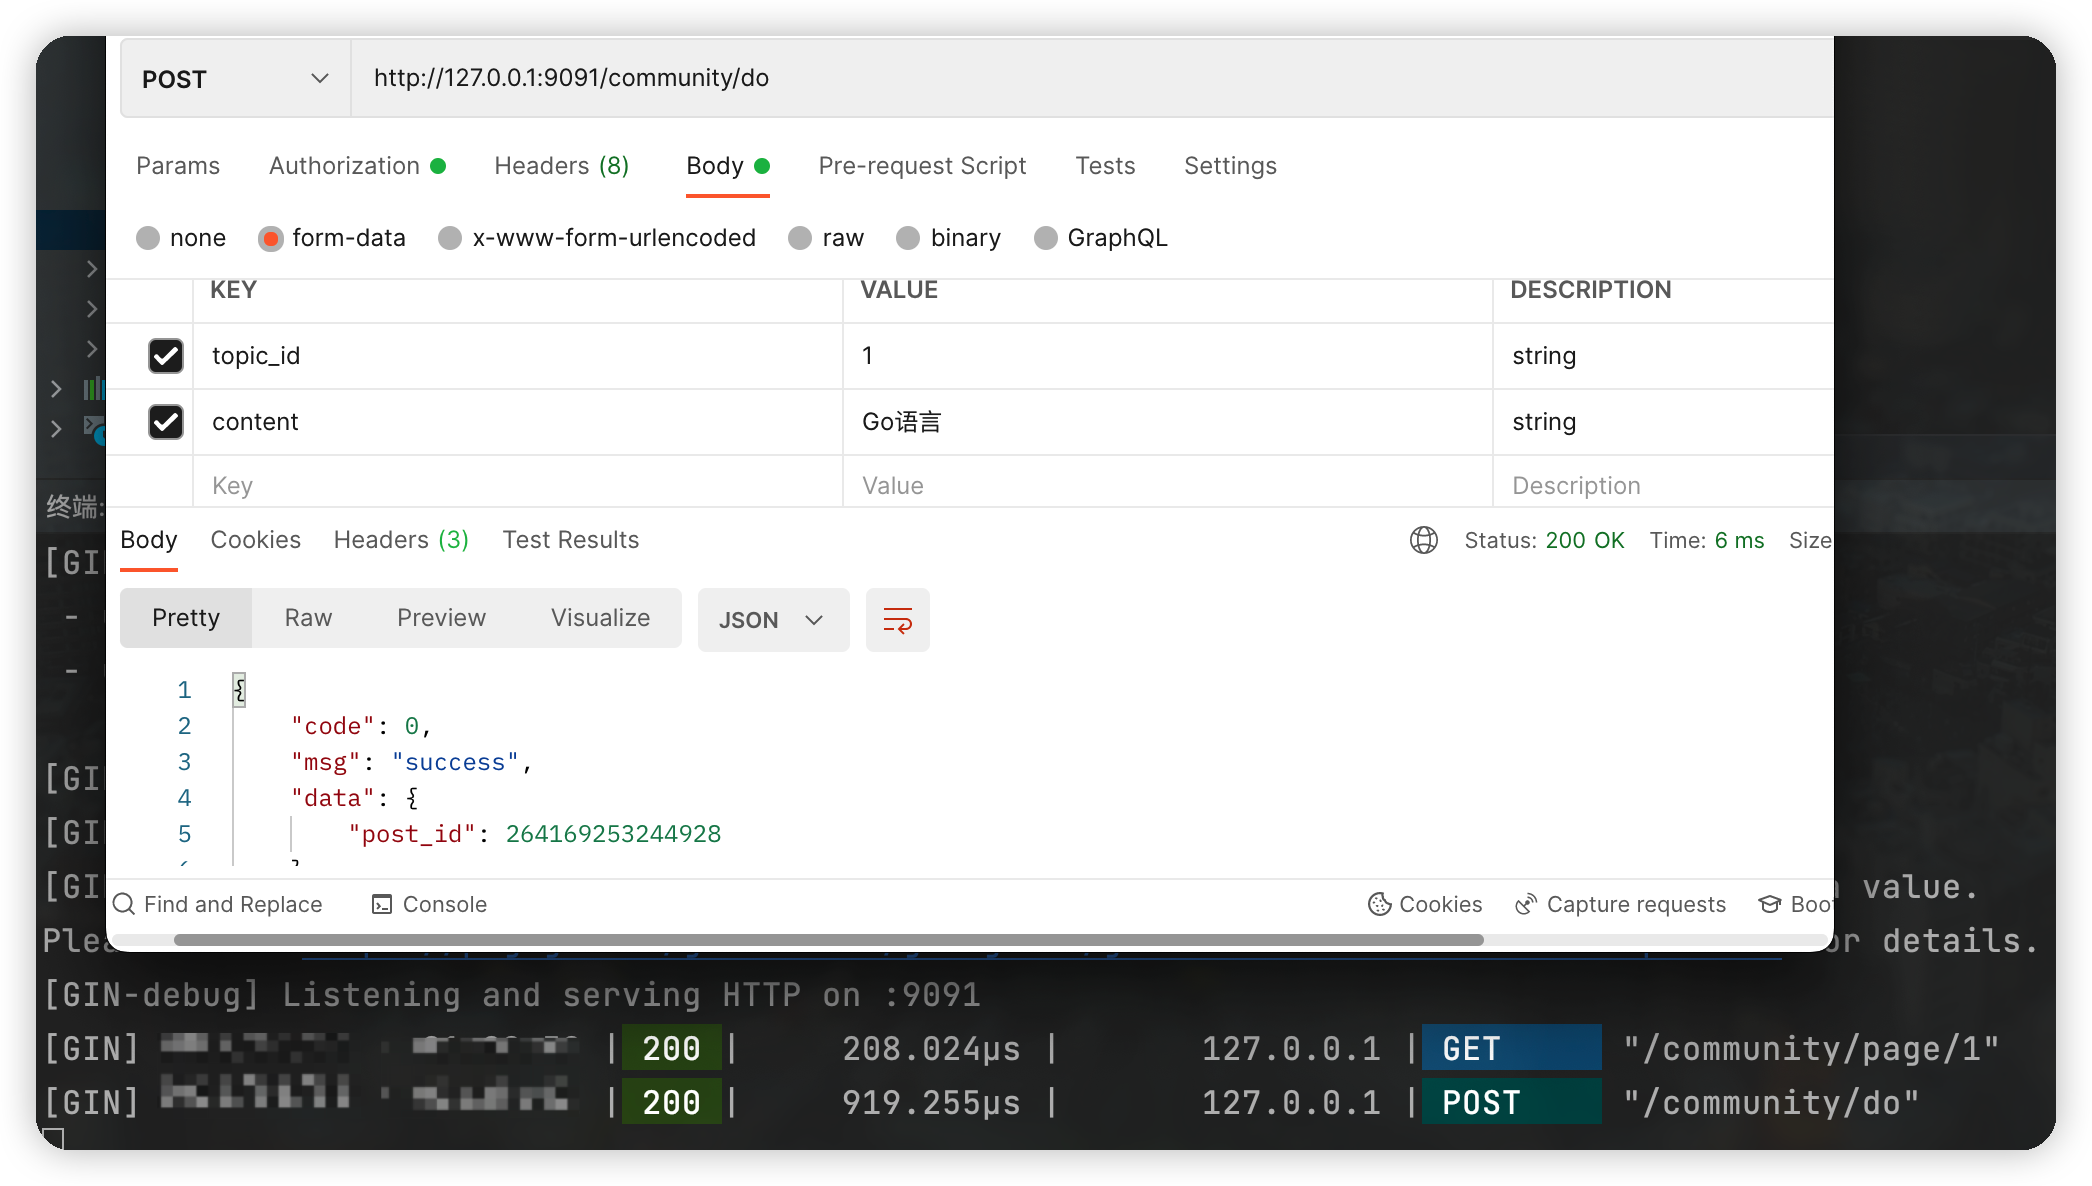 POST http://127.0.0.1:9091/community/do
Params Authorization Headers (8) Body Pre-request Script Tests Settings
none form-data x-www-form-urlencoded raw binary GraphQL
KEY VALUE DESCRIPTION
topic_id 1 string
content Go语言 string
Key Value Description
终端:
Body Cookies Headers (3) Test Results Status: 200 OK Time: 6 ms Size
[GI
Pretty Raw Preview Visualize JSON
-
-
1 {
2 "code": 0,
3 "msg": "success",
[GI
4 "data": {
5 "post_id": 264169253244928
[GI
[GI
Find and Replace Console Cookies Capture requests Boo
value.
Plea
or details.
[GIN-debug] Listening and serving HTTP on :9091
[GIN] | 200 | 208.024µs | 127.0.0.1 | GET "/community/page/1"
[GIN] | 200 | 919.255µs | 127.0.0.1 | POST "/community/do"